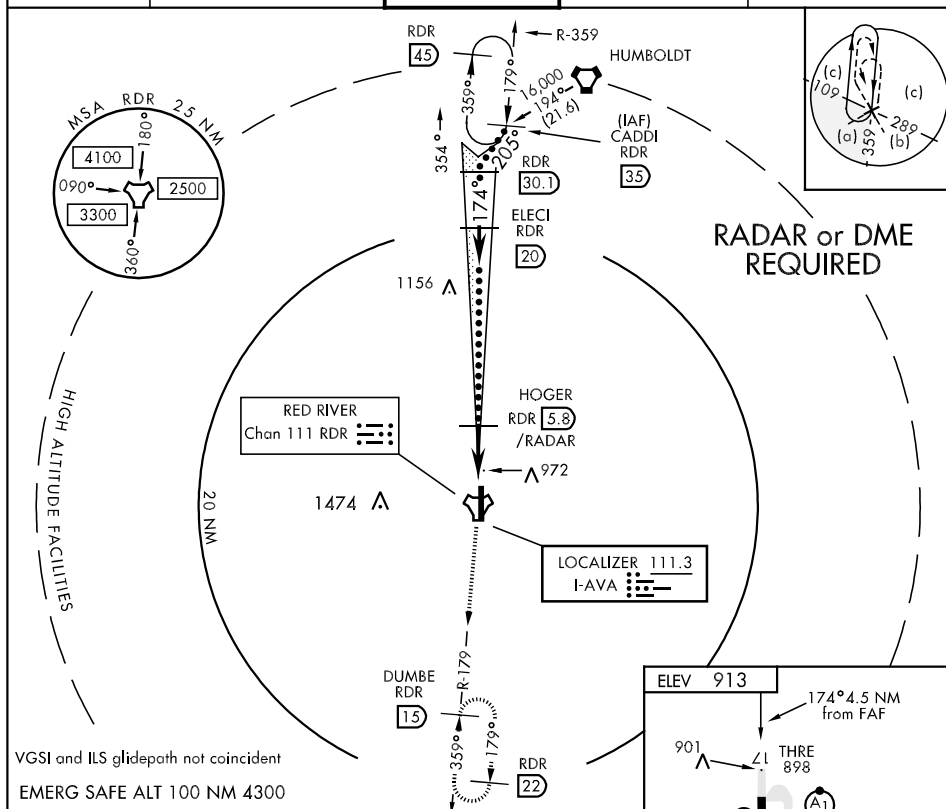 RDR
45
R-359
HUMBOLDT
359°
179°
16,000
194°
(21.6)
(c)
109
(c)
(a)
359
289
(b)
MSA RDR 25 NM
180°
4100
090°
2500
3300
360°
354°
205°
(IAF)
CADDI
RDR
35
RDR
30.1
174°
ELECI
RDR
20
RADAR or DME
REQUIRED
1156
HIGH ALTITUDE FACILITIES
HOGER
RDR 5.8
/RADAR
RED RIVER
Chan 111 RDR
972
1474
20 NM
LOCALIZER 111.3
I-AVA
R-179
DUMBE
RDR
15
359°
179°
RDR
22
ELEV 913
174° 4.5 NM
from FAF
901
17
THRE
898
A1
VGSI and ILS glidepath not coincident
EMERG SAFE ALT 100 NM 4300